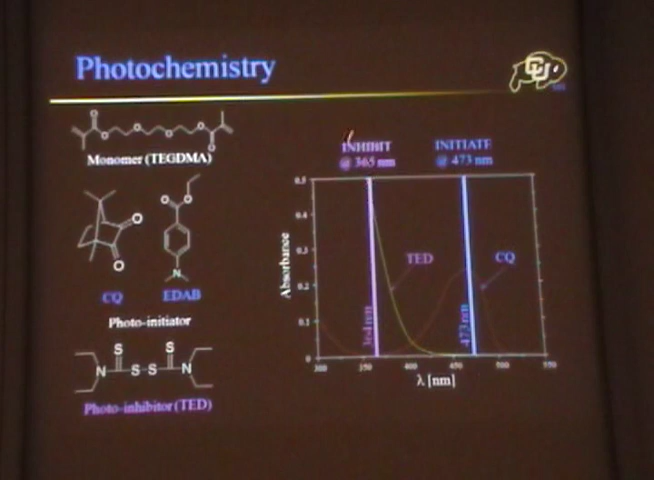 Photochemistry
CU
Monomer (TEGDMA)
INHIBIT
@ 365 nm
INITIATE
@ 473 nm
CQ
EDAB
Photo-initiator
Photo-inhibitor (TED)
Absorbance
0.5
0.4
0.3
0.2
0.1
0
TED
CQ
364 nm
473 nm
300 350 400 450 500 550
λ [nm]
O O O O O O
O O
O O
N
S S
N S-S N